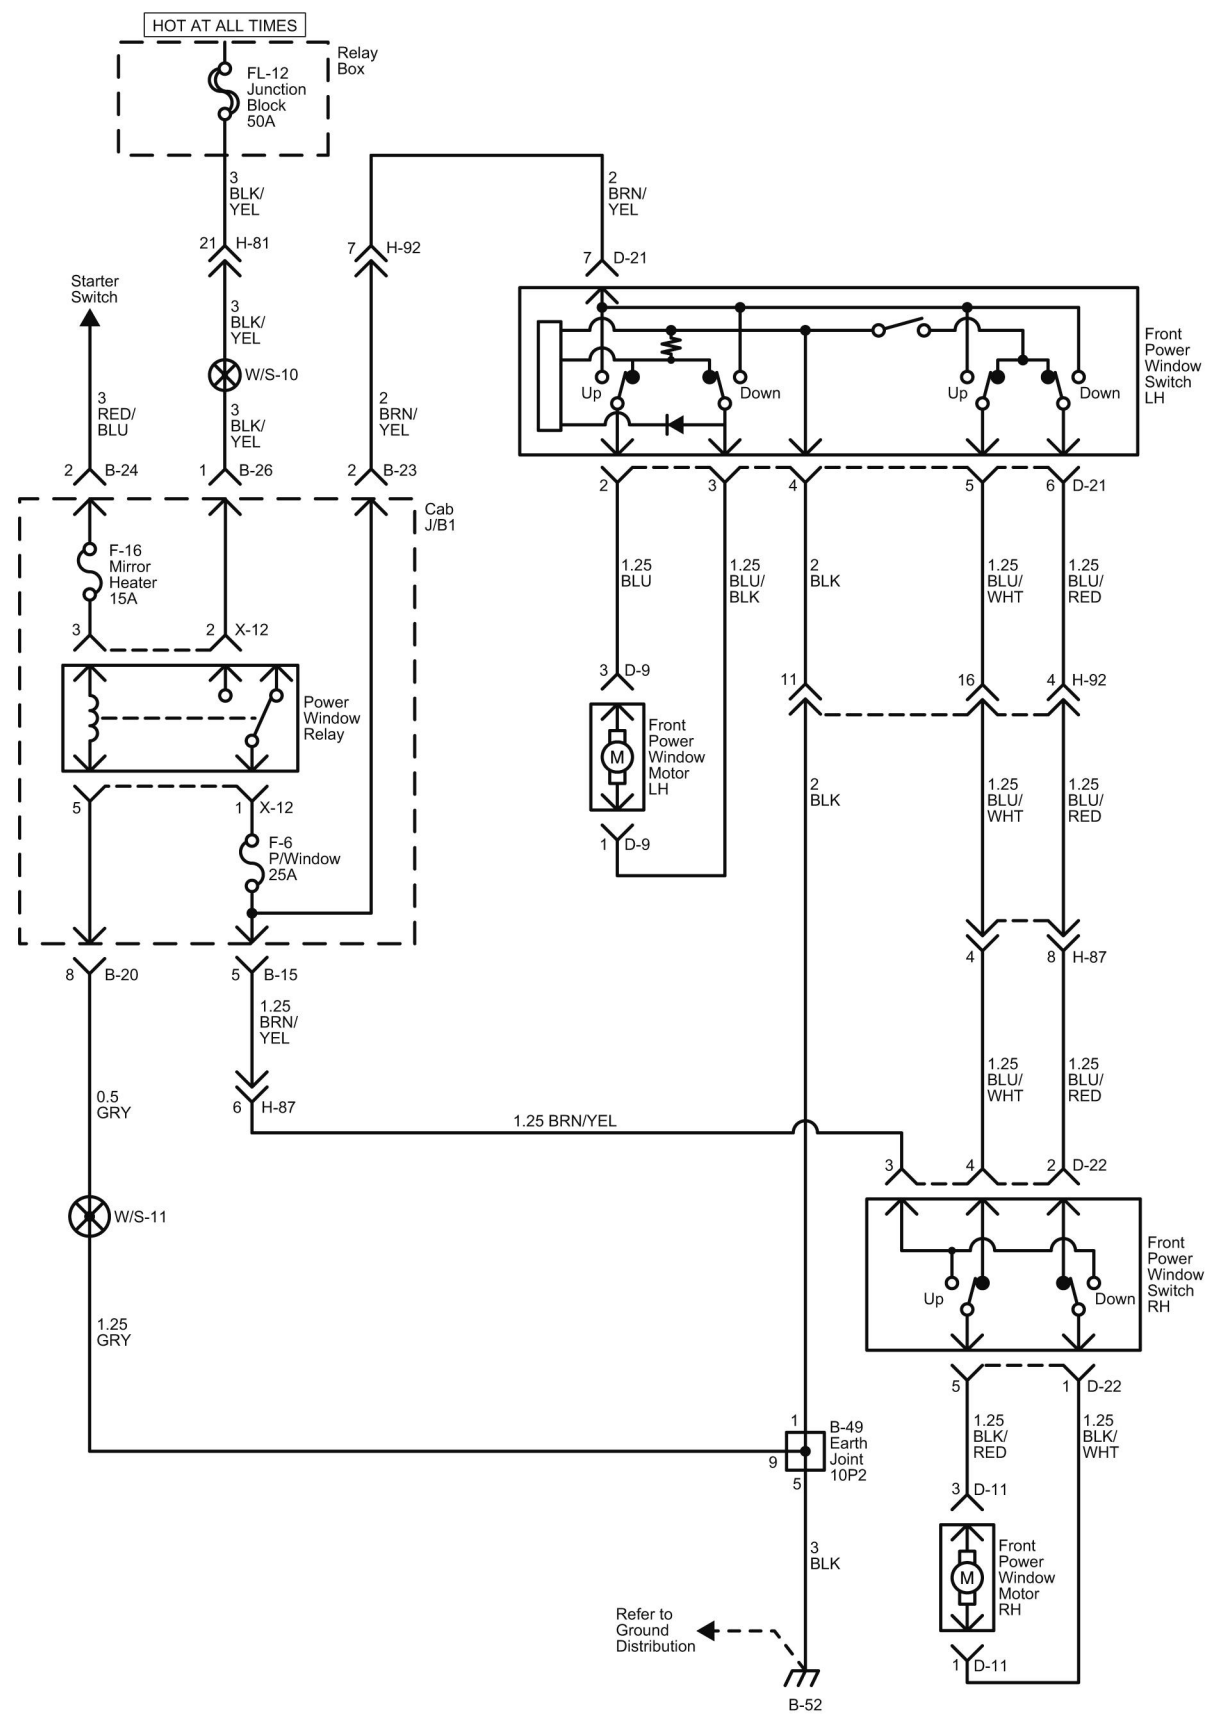 HOT AT ALL TIMES
Relay
Box
FL-12
Junction
Block
50A
3
BLK/
YEL
2
BRN/
YEL
21 H-81
7 H-92
7 D-21
Starter
Switch
3
BLK/
YEL
W/S-10
3
RED/
BLU
3
BLK/
YEL
2
BRN/
YEL
Up
Down
Up
Down
Front
Power
Window
Switch
LH
2 B-24
1 B-26
2 B-23
2
3
4
5
6 D-21
Cab
J/B1
F-16
Mirror
Heater
15A
1.25
BLU
1.25
BLU/
BLK
2
BLK
1.25
BLU/
WHT
1.25
BLU/
RED
3
2 X-12
3 D-9
11
16
4 H-92
Power
Window
Relay
M
Front
Power
Window
Motor
LH
5
1 X-12
2
BLK
1.25
BLU/
WHT
1.25
BLU/
RED
F-6
P/Window
25A
1 D-9
8 B-20
5 B-15
4
8 H-87
1.25
BRN/
YEL
0.5
GRY
1.25
BLU/
WHT
1.25
BLU/
RED
6 H-87
1.25 BRN/YEL
3
4
2 D-22
W/S-11
Up
Down
Front
Power
Window
Switch
RH
1.25
GRY
5
1 D-22
1
9
5
B-49
Earth
Joint
10P2
1.25
BLK/
RED
1.25
BLK/
WHT
3 D-11
3
BLK
M
Front
Power
Window
Motor
RH
Refer to
Ground
Distribution
1 D-11
B-52